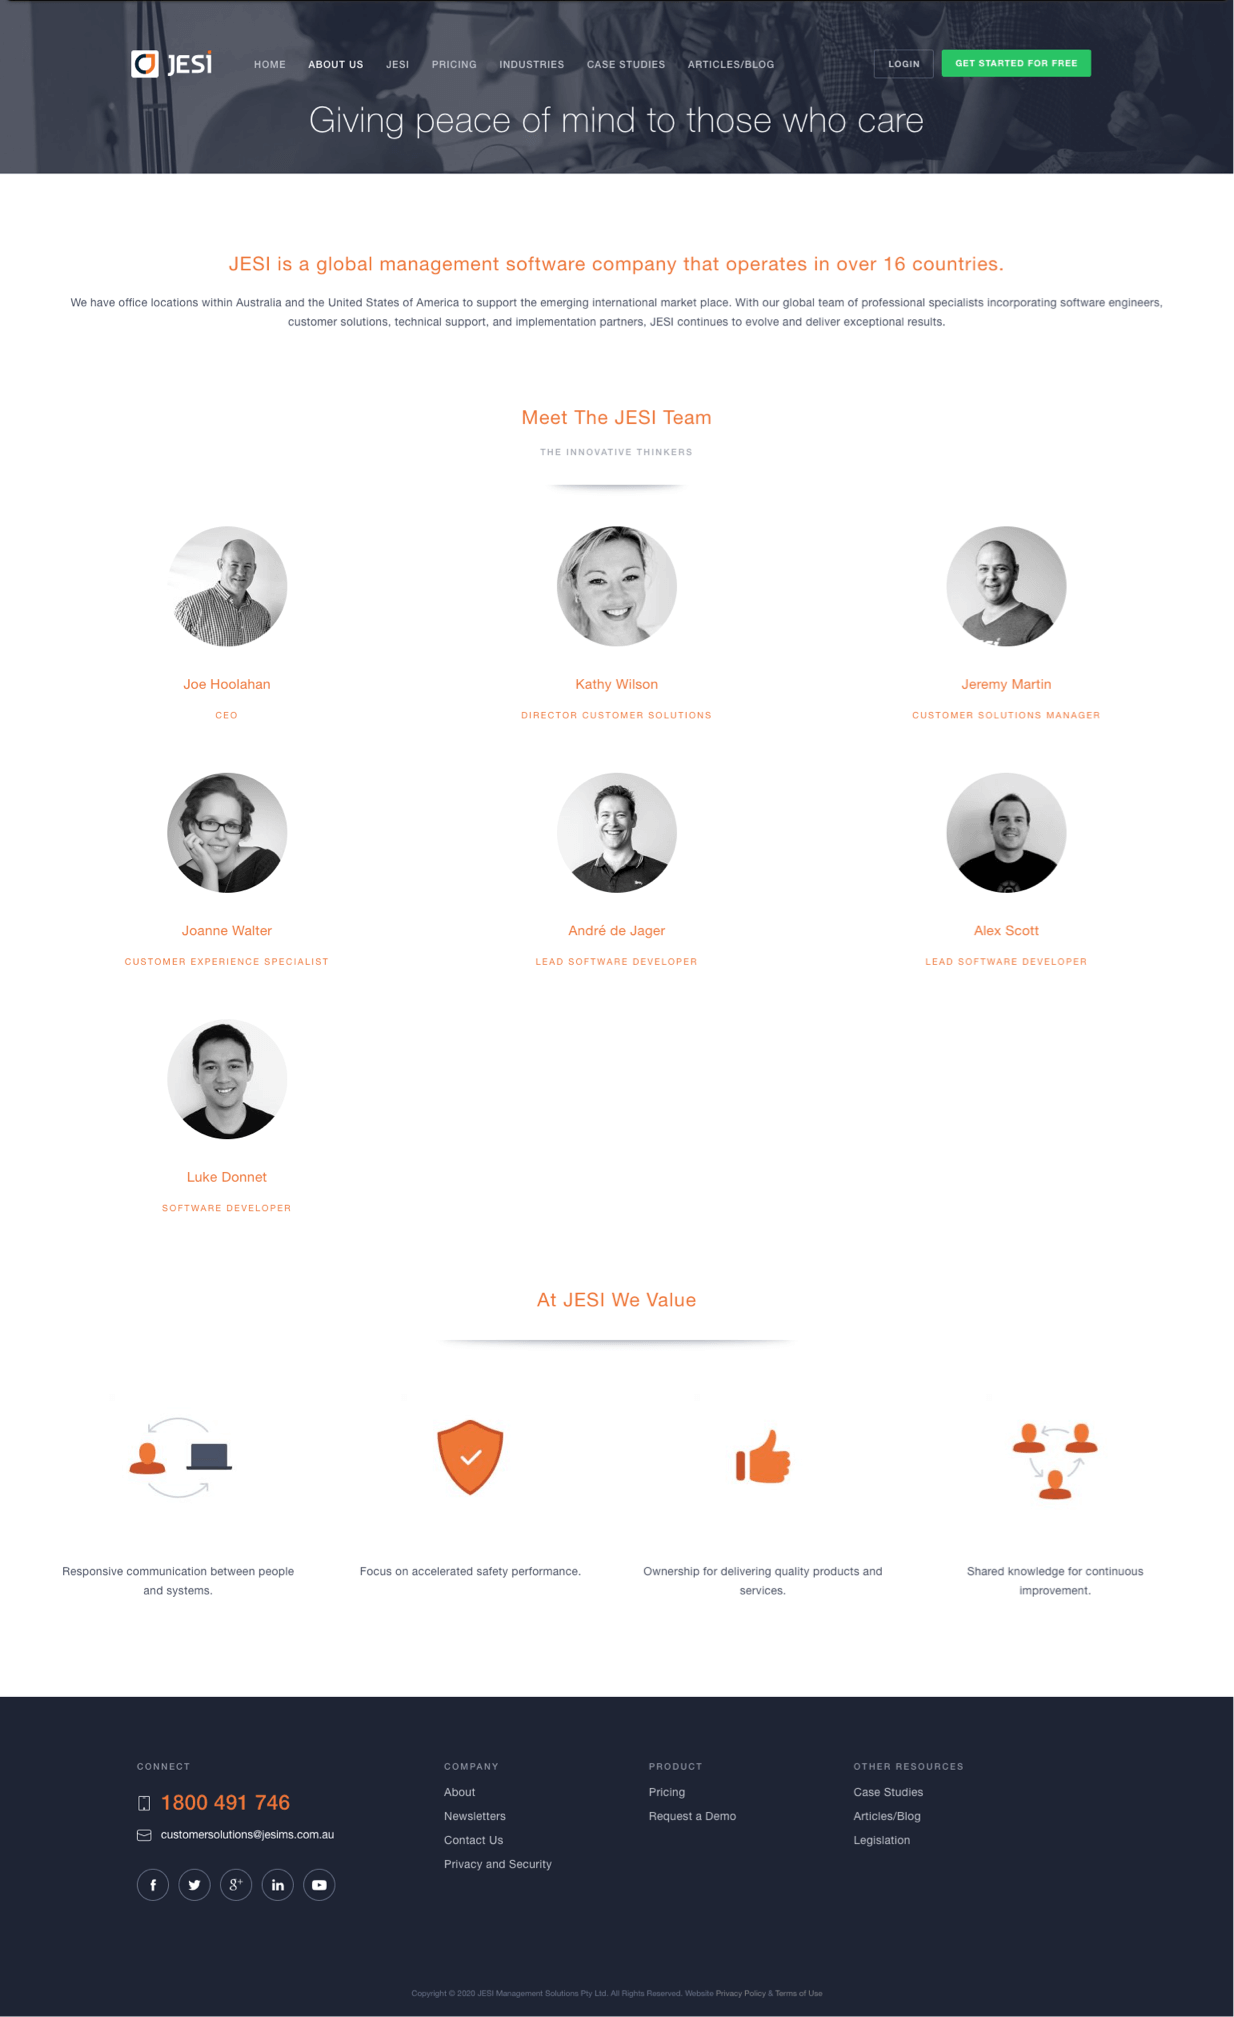 JESI
HOME ABOUT US JESI PRICING INDUSTRIES CASE STUDIES ARTICLES/BLOG
LOGIN
GET STARTED FOR FREE
Giving peace of mind to those who care
JESI is a global management software company that operates in over 16 countries.
We have office locations within Australia and the United States of America to support the emerging international market place. With our global team of professional specialists incorporating software engineers,
customer solutions, technical support, and implementation partners, JESI continues to evolve and deliver exceptional results.
Meet The JESI Team
THE INNOVATIVE THINKERS
Joe Hoolahan
CEO
Kathy Wilson
DIRECTOR CUSTOMER SOLUTIONS
Jeremy Martin
CUSTOMER SOLUTIONS MANAGER
Joanne Walter
CUSTOMER EXPERIENCE SPECIALIST
André de Jager
LEAD SOFTWARE DEVELOPER
Alex Scott
LEAD SOFTWARE DEVELOPER
Luke Donnet
SOFTWARE DEVELOPER
At JESI We Value
Responsive communication between people
and systems.
Focus on accelerated safety performance.
Ownership for delivering quality products and
services.
Shared knowledge for continuous
improvement.
CONNECT
1800 491 746
customersolutions@jesims.com.au
COMPANY
About
Newsletters
Contact Us
Privacy and Security
PRODUCT
Pricing
Request a Demo
OTHER RESOURCES
Case Studies
Articles/Blog
Legislation
Copyright © 2020 JESI Management Solutions Pty Ltd. All Rights Reserved. Website Privacy Policy & Terms of Use